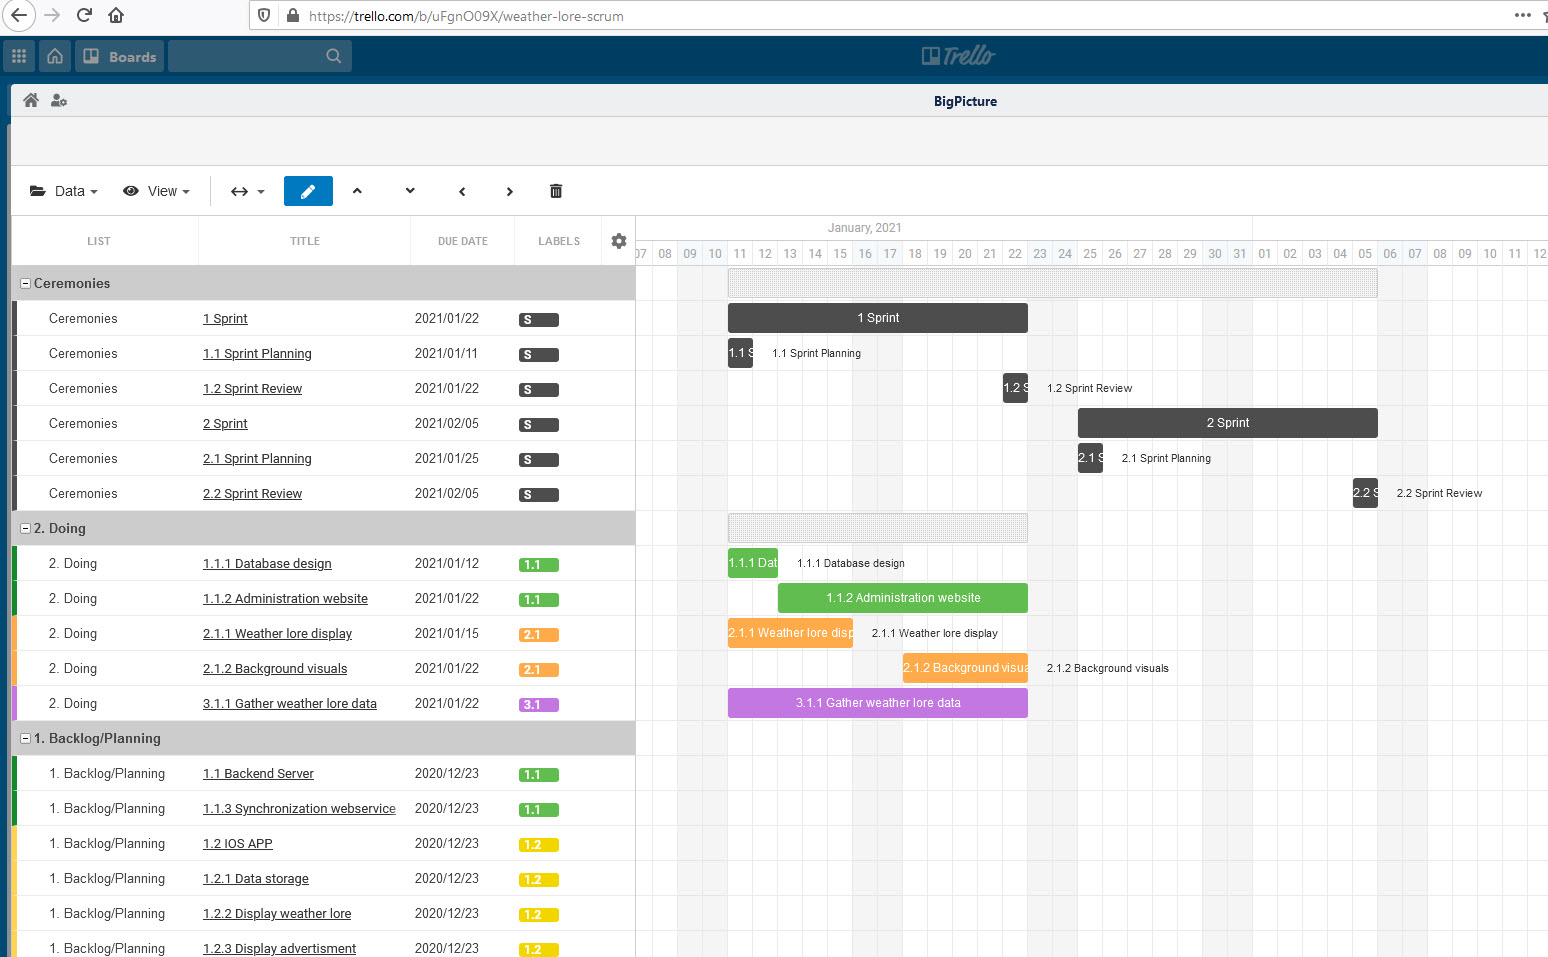 https://trello.com/b/uFgnO09X/weather-lore-scrum
Boards
Trello
BigPicture
Data View
LIST TITLE DUE DATE LABELS
January, 2021
07 08 09 10 11 12 13 14 15 16 17 18 19 20 21 22 23 24 25 26 27 28 29 30 31 01 02 03 04 05 06 07 08 09 10 11 12
Ceremonies
Ceremonies 1 Sprint 2021/01/22 S 1 Sprint
Ceremonies 1.1 Sprint Planning 2021/01/11 S 1.1 S 1.1 Sprint Planning
Ceremonies 1.2 Sprint Review 2021/01/22 S 1.2 S 1.2 Sprint Review
Ceremonies 2 Sprint 2021/02/05 S 2 Sprint
Ceremonies 2.1 Sprint Planning 2021/01/25 S 2.1 S 2.1 Sprint Planning
Ceremonies 2.2 Sprint Review 2021/02/05 S 2.2 S 2.2 Sprint Review
2. Doing
2. Doing 1.1.1 Database design 2021/01/12 1.1 1.1.1 Dat 1.1.1 Database design
2. Doing 1.1.2 Administration website 2021/01/22 1.1 1.1.2 Administration website
2. Doing 2.1.1 Weather lore display 2021/01/15 2.1 2.1.1 Weather lore disp 2.1.1 Weather lore display
2. Doing 2.1.2 Background visuals 2021/01/22 2.1 2.1.2 Background visua 2.1.2 Background visuals
2. Doing 3.1.1 Gather weather lore data 2021/01/22 3.1 3.1.1 Gather weather lore data
1. Backlog/Planning
1. Backlog/Planning 1.1 Backend Server 2020/12/23 1.1
1. Backlog/Planning 1.1.3 Synchronization webservice 2020/12/23 1.1
1. Backlog/Planning 1.2 IOS APP 2020/12/23 1.2
1. Backlog/Planning 1.2.1 Data storage 2020/12/23 1.2
1. Backlog/Planning 1.2.2 Display weather lore 2020/12/23 1.2
1. Backlog/Planning 1.2.3 Display advertisment 2020/12/23 1.2